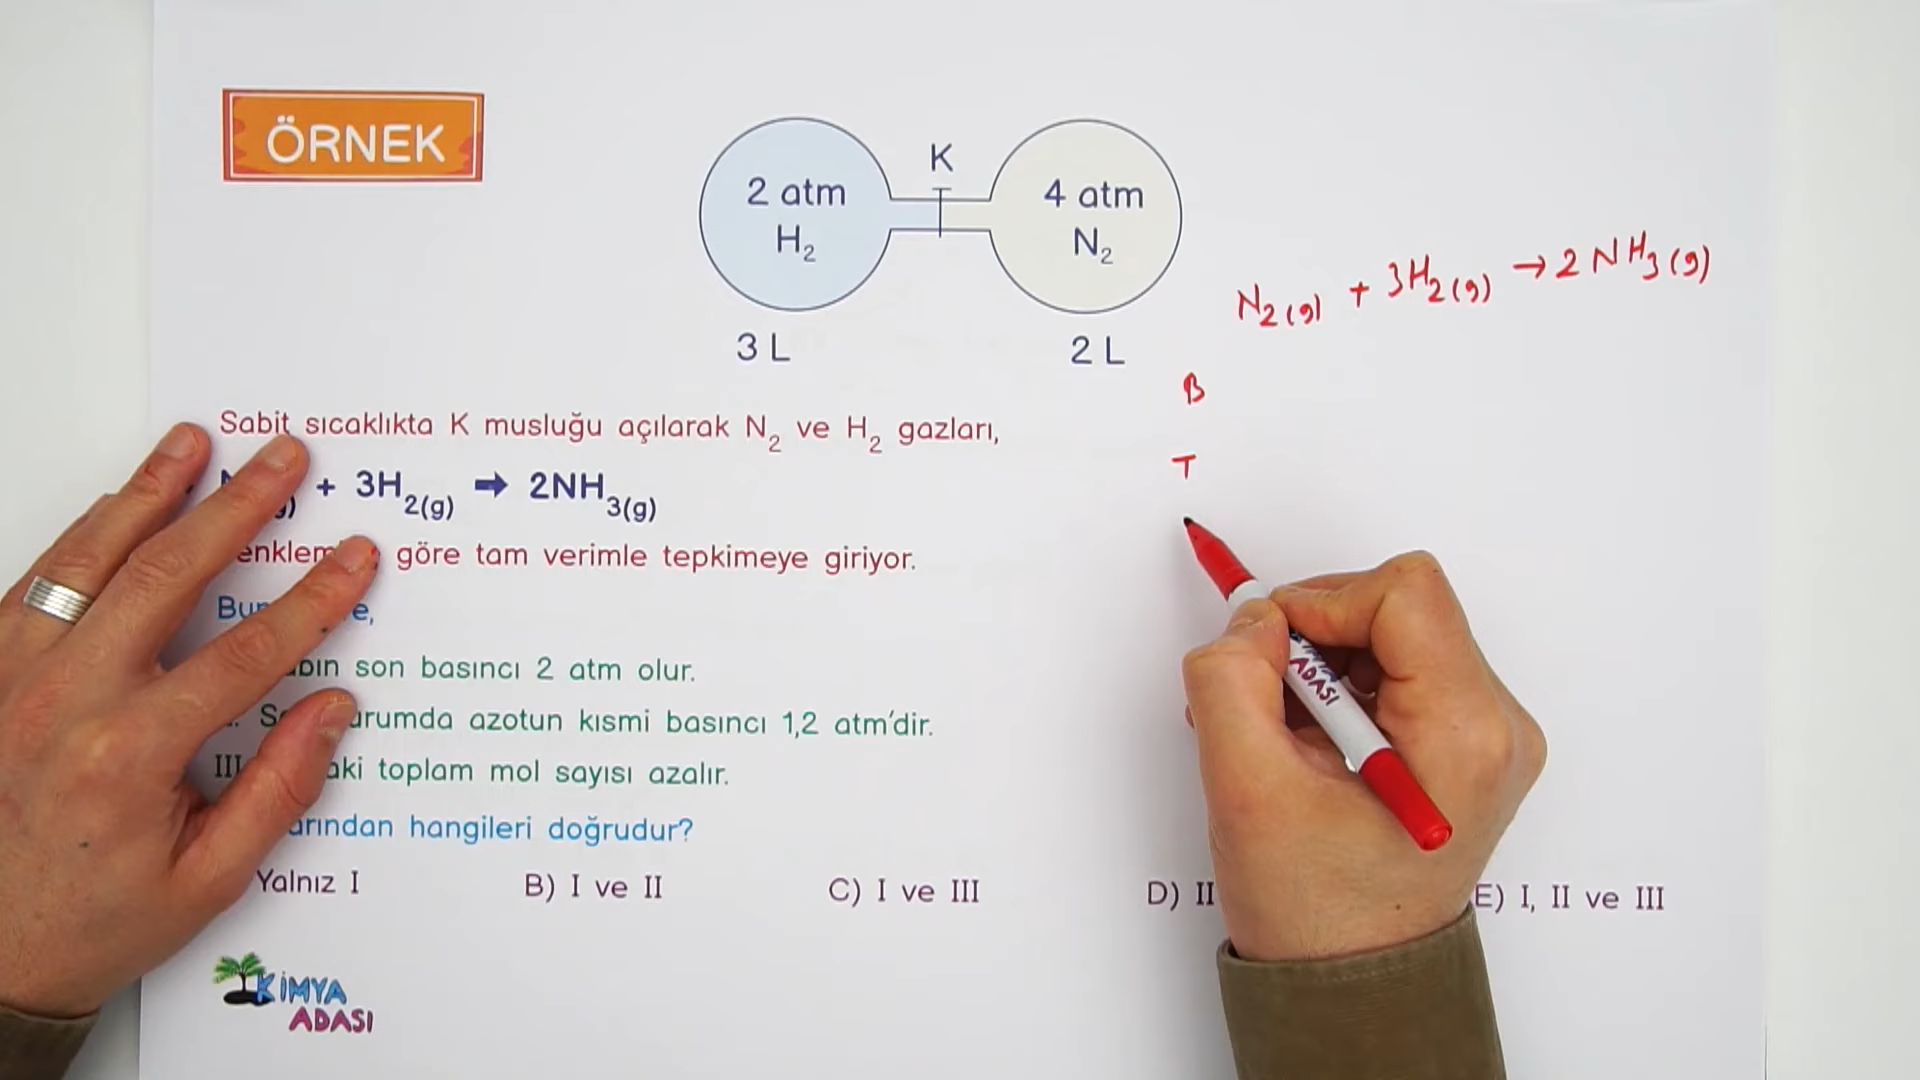 ÖRNEK
K
2 atm
H₂
4 atm
N₂
3 L
2 L
N₂(g) + 3H₂(g) → 2NH₃(g)
B
T
Sabit sıcaklıkta K musluğu açılarak N₂ ve H₂ gazları,
+ 3H₂(g) ➡ 2NH₃(g)
göre tam verimle tepkimeye giriyor.
son basıncı 2 atm olur.
azotun kısmi basıncı 1,2 atm'dir.
III toplam mol sayısı azalır.
hangileri doğrudur?
Yalnız I
B) I ve II
C) I ve III
D) II
E) I, II ve III
KİMYA
ADASI
KİMYA
ADASI